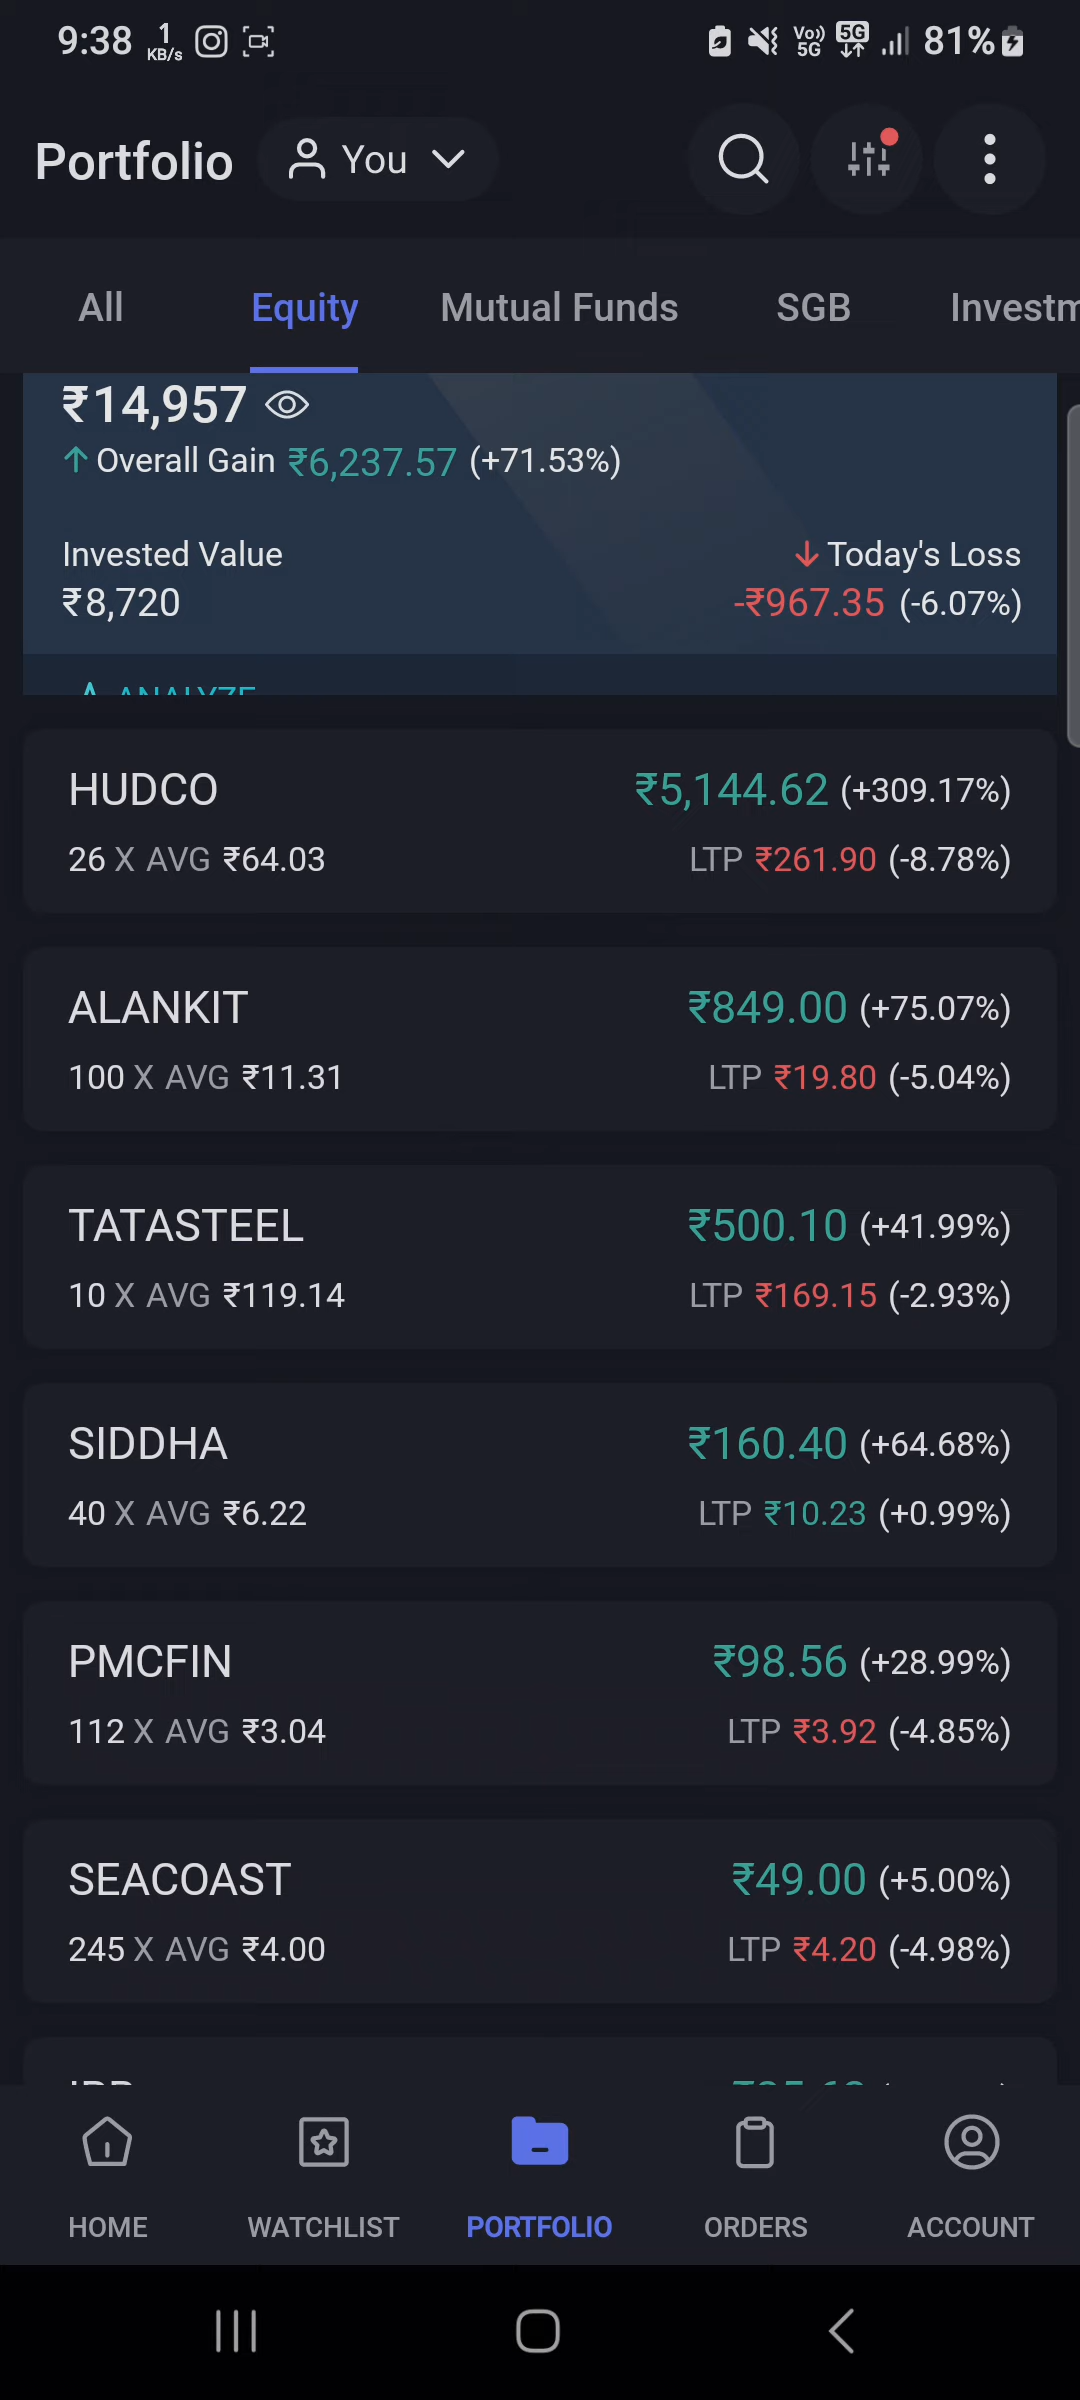 9:38 1 KB/s Vo)) 5G 5G 81%
Portfolio You
All Equity Mutual Funds SGB Investm
₹14,957
Overall Gain ₹6,237.57 (+71.53%)
Invested Value Today's Loss
₹8,720 -₹967.35 (-6.07%)
ANALYZE
HUDCO ₹5,144.62 (+309.17%)
26 X AVG ₹64.03 LTP ₹261.90 (-8.78%)
ALANKIT ₹849.00 (+75.07%)
100 X AVG ₹11.31 LTP ₹19.80 (-5.04%)
TATASTEEL ₹500.10 (+41.99%)
10 X AVG ₹119.14 LTP ₹169.15 (-2.93%)
SIDDHA ₹160.40 (+64.68%)
40 X AVG ₹6.22 LTP ₹10.23 (+0.99%)
PMCFIN ₹98.56 (+28.99%)
112 X AVG ₹3.04 LTP ₹3.92 (-4.85%)
SEACOAST ₹49.00 (+5.00%)
245 X AVG ₹4.00 LTP ₹4.20 (-4.98%)
HOME WATCHLIST PORTFOLIO ORDERS ACCOUNT